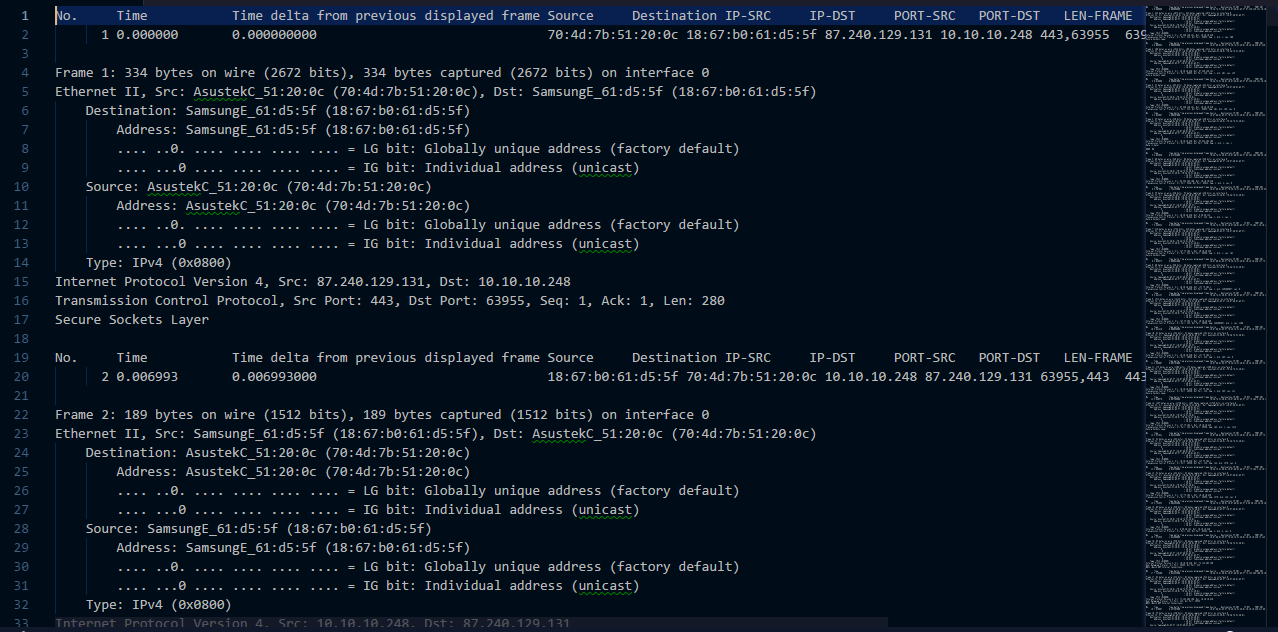 1 No. Time Time delta from previous displayed frame Source Destination IP-SRC IP-DST PORT-SRC PORT-DST LEN-FRAME
2 1 0.000000 0.000000000 70:4d:7b:51:20:0c 18:67:b0:61:d5:5f 87.240.129.131 10.10.10.248 443,63955 639
3
4 Frame 1: 334 bytes on wire (2672 bits), 334 bytes captured (2672 bits) on interface 0
5 Ethernet II, Src: AsustekC_51:20:0c (70:4d:7b:51:20:0c), Dst: SamsungE_61:d5:5f (18:67:b0:61:d5:5f)
6 Destination: SamsungE_61:d5:5f (18:67:b0:61:d5:5f)
7 Address: SamsungE_61:d5:5f (18:67:b0:61:d5:5f)
8 .... ..0. .... .... .... .... = LG bit: Globally unique address (factory default)
9 .... ...0 .... .... .... .... = IG bit: Individual address (unicast)
10 Source: AsustekC_51:20:0c (70:4d:7b:51:20:0c)
11 Address: AsustekC_51:20:0c (70:4d:7b:51:20:0c)
12 .... ..0. .... .... .... .... = LG bit: Globally unique address (factory default)
13 .... ...0 .... .... .... .... = IG bit: Individual address (unicast)
14 Type: IPv4 (0x0800)
15 Internet Protocol Version 4, Src: 87.240.129.131, Dst: 10.10.10.248
16 Transmission Control Protocol, Src Port: 443, Dst Port: 63955, Seq: 1, Ack: 1, Len: 280
17 Secure Sockets Layer
18
19 No. Time Time delta from previous displayed frame Source Destination IP-SRC IP-DST PORT-SRC PORT-DST LEN-FRAME
20 2 0.006993 0.006993000 18:67:b0:61:d5:5f 70:4d:7b:51:20:0c 10.10.10.248 87.240.129.131 63955,443 443
21
22 Frame 2: 189 bytes on wire (1512 bits), 189 bytes captured (1512 bits) on interface 0
23 Ethernet II, Src: SamsungE_61:d5:5f (18:67:b0:61:d5:5f), Dst: AsustekC_51:20:0c (70:4d:7b:51:20:0c)
24 Destination: AsustekC_51:20:0c (70:4d:7b:51:20:0c)
25 Address: AsustekC_51:20:0c (70:4d:7b:51:20:0c)
26 .... ..0. .... .... .... .... = LG bit: Globally unique address (factory default)
27 .... ...0 .... .... .... .... = IG bit: Individual address (unicast)
28 Source: SamsungE_61:d5:5f (18:67:b0:61:d5:5f)
29 Address: SamsungE_61:d5:5f (18:67:b0:61:d5:5f)
30 .... ..0. .... .... .... .... = LG bit: Globally unique address (factory default)
31 .... ...0 .... .... .... .... = IG bit: Individual address (unicast)
32 Type: IPv4 (0x0800)
33 Internet Protocol Version 4, Src: 10.10.10.248, Dst: 87.240.129.131